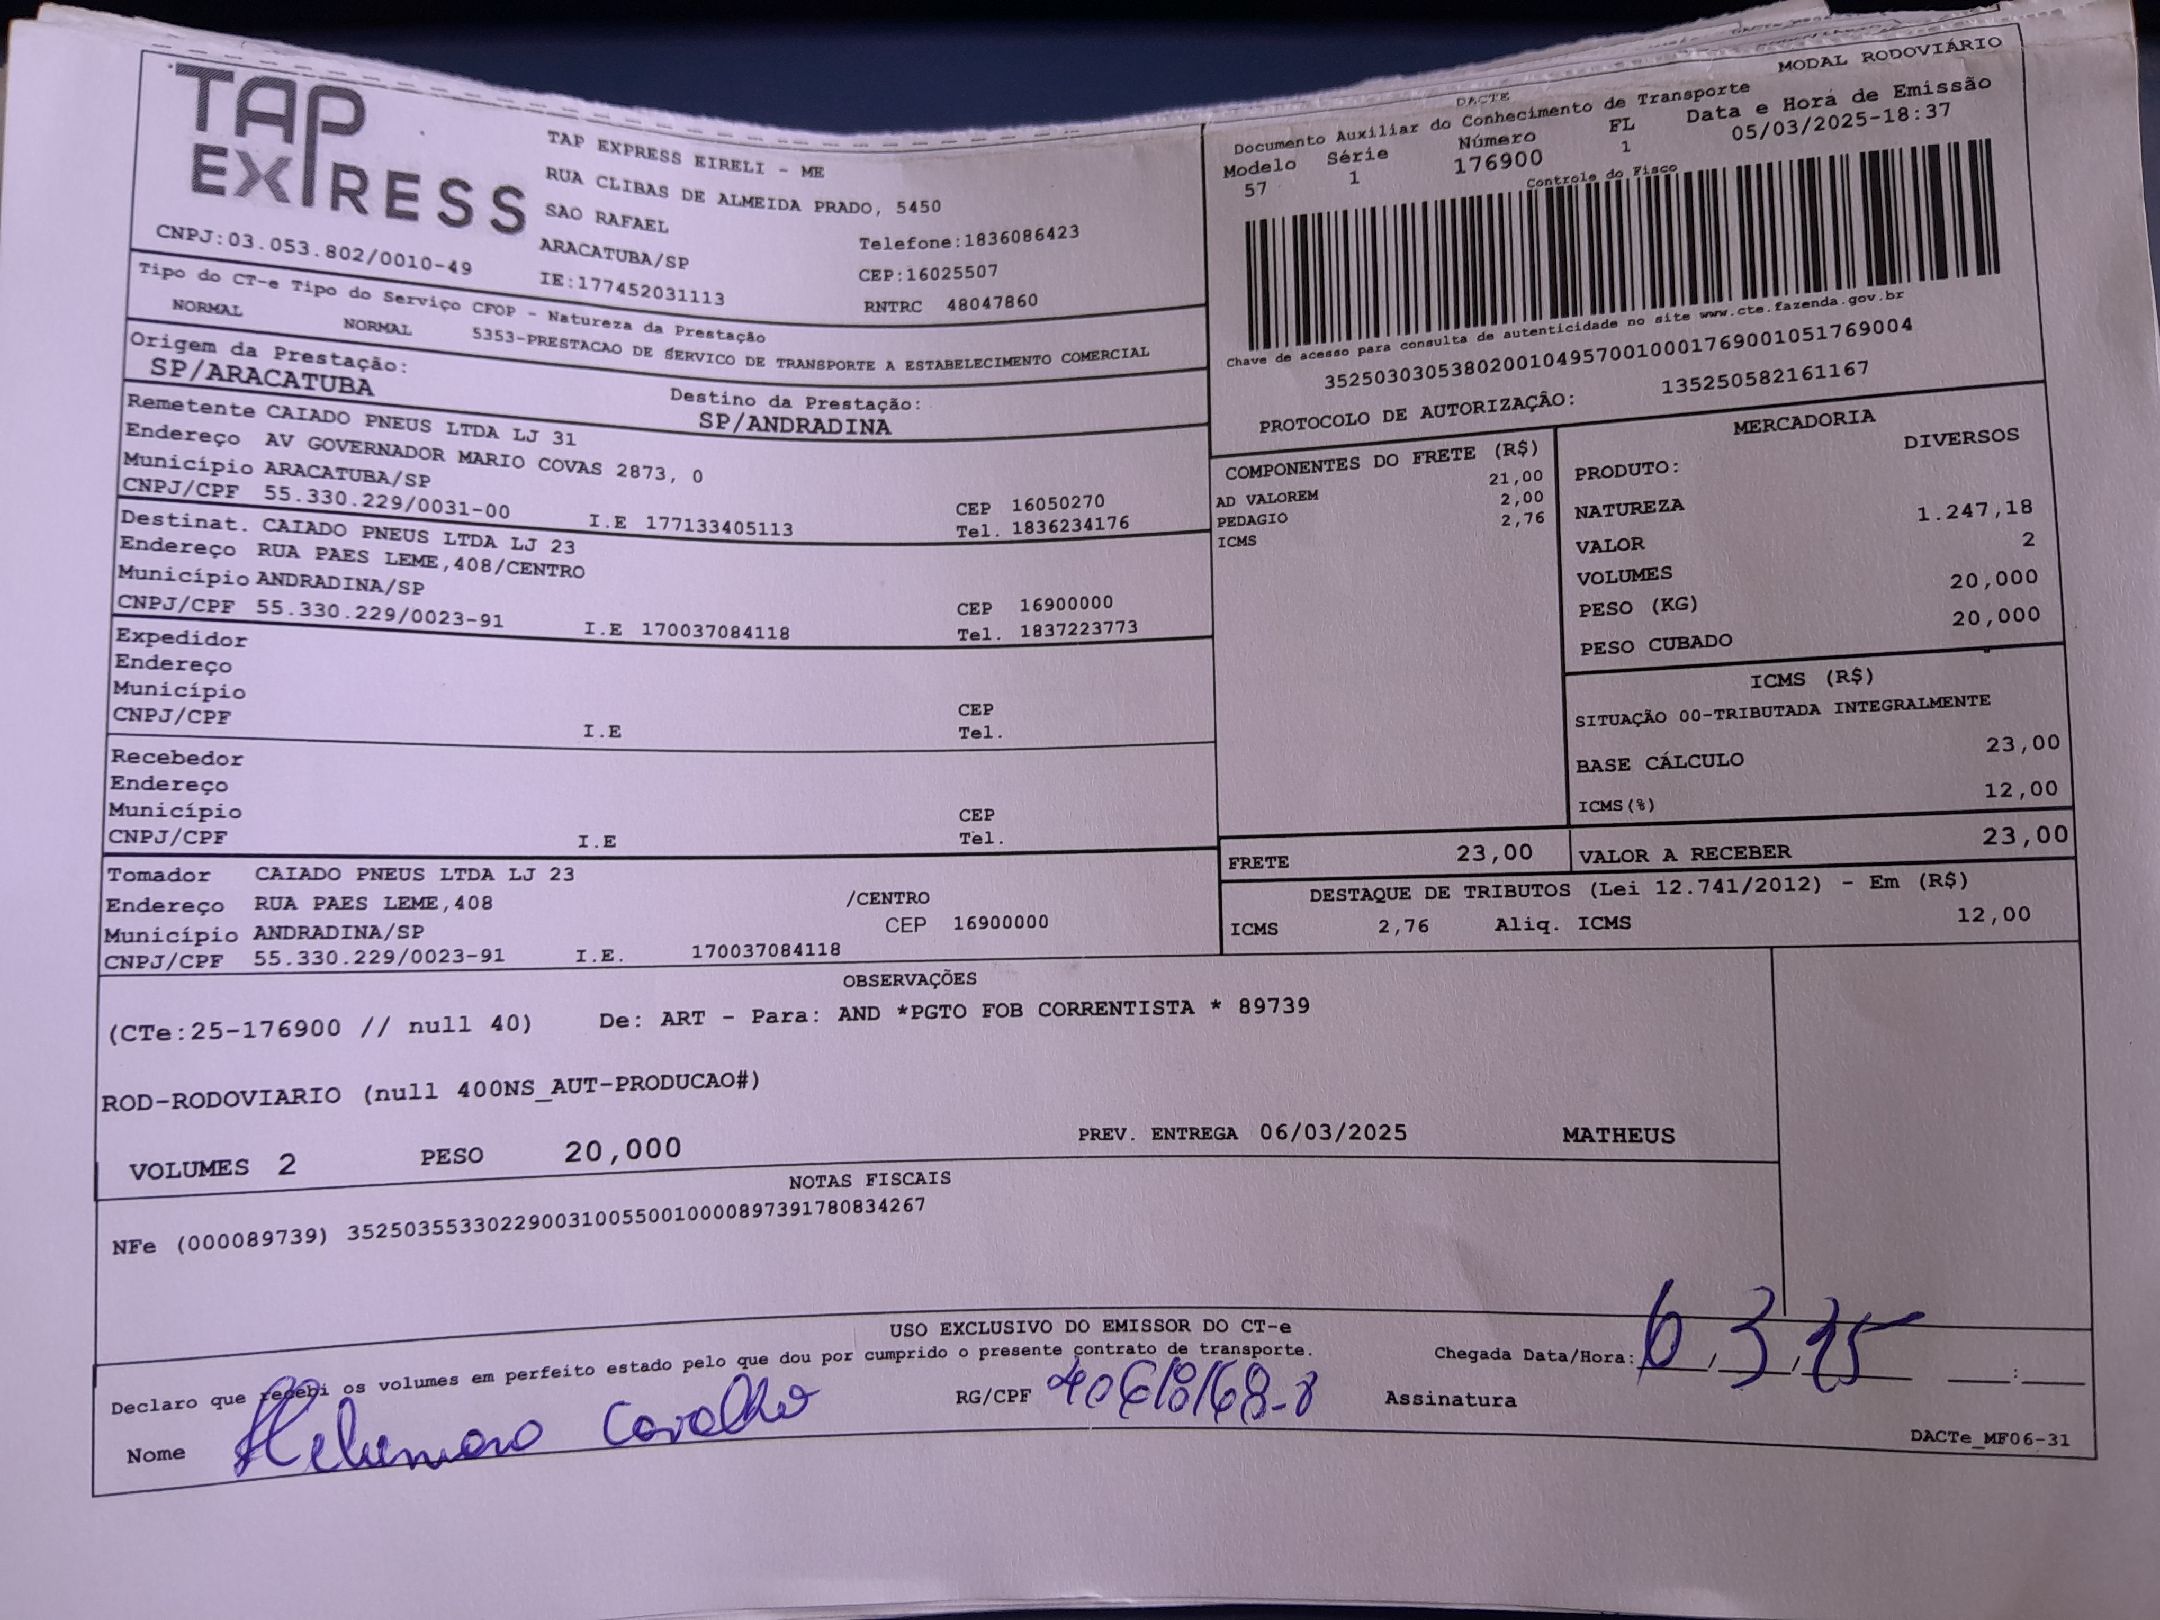 TAP
EXPRESS
CNPJ:03.053.802/0010-49
TAP EXPRESS EIRELI - ME
RUA CLIBAS DE ALMEIDA PRADO, 5450
SAO RAFAEL
ARACATUBA/SP
IE:177452031113
Telefone:1836086423
CEP:16025507
RNTRC 48047860
MODAL RODOVIÁRIO
DACTE
Documento Auxiliar do Conhecimento de Transporte
Modelo Série Número FL Data e Hora de Emissão
57 1 176900 1 05/03/2025-18:37
Controle do Fisco
Chave de acesso para consulta de autenticidade no site www.cte.fazenda.gov.br
35250303053802001049570010001769001051769004
PROTOCOLO DE AUTORIZAÇÃO: 135250582161167
Tipo do CT-e Tipo do Serviço CFOP - Natureza da Prestação
NORMAL NORMAL 5353-PRESTACAO DE SERVICO DE TRANSPORTE A ESTABELECIMENTO COMERCIAL
Origem da Prestação: Destino da Prestação:
SP/ARACATUBA SP/ANDRADINA
Remetente CAIADO PNEUS LTDA LJ 31
Endereço AV GOVERNADOR MARIO COVAS 2873, 0
Município ARACATUBA/SP CEP 16050270
CNPJ/CPF 55.330.229/0031-00 I.E 177133405113 Tel. 1836234176
Destinat. CAIADO PNEUS LTDA LJ 23
Endereço RUA PAES LEME,408/CENTRO
Município ANDRADINA/SP CEP 16900000
CNPJ/CPF 55.330.229/0023-91 I.E 170037084118 Tel. 1837223773
Expedidor
Endereço
Município CEP
CNPJ/CPF I.E Tel.
Recebedor
Endereço
Município CEP
CNPJ/CPF I.E Tel.
Tomador CAIADO PNEUS LTDA LJ 23
Endereço RUA PAES LEME,408 /CENTRO
Município ANDRADINA/SP CEP 16900000
CNPJ/CPF 55.330.229/0023-91 I.E. 170037084118
COMPONENTES DO FRETE (R$)
21,00
AD VALOREM 2,00
PEDAGIO 2,76
ICMS
MERCADORIA
PRODUTO: DIVERSOS
NATUREZA
VALOR 1.247,18
VOLUMES 2
PESO (KG) 20,000
PESO CUBADO 20,000
ICMS (R$)
SITUAÇÃO 00-TRIBUTADA INTEGRALMENTE
BASE CÁLCULO 23,00
ICMS(%) 12,00
FRETE 23,00 VALOR A RECEBER 23,00
DESTAQUE DE TRIBUTOS (Lei 12.741/2012) - Em (R$)
ICMS 2,76 Aliq. ICMS 12,00
OBSERVAÇÕES
(CTe:25-176900 // null 40) De: ART - Para: AND *PGTO FOB CORRENTISTA * 89739
ROD-RODOVIARIO (null 400NS_AUT-PRODUCAO#)
VOLUMES 2 PESO 20,000 PREV. ENTREGA 06/03/2025 MATHEUS
NOTAS FISCAIS
NFe (000089739) 35250355330229003100550010000897391780834267
USO EXCLUSIVO DO EMISSOR DO CT-e
Declaro que recebi os volumes em perfeito estado pelo que dou por cumprido o presente contrato de transporte.
Chegada Data/Hora: 6, 3, 25 :
Nome RG/CPF Assinatura
DACTe_MF06-31